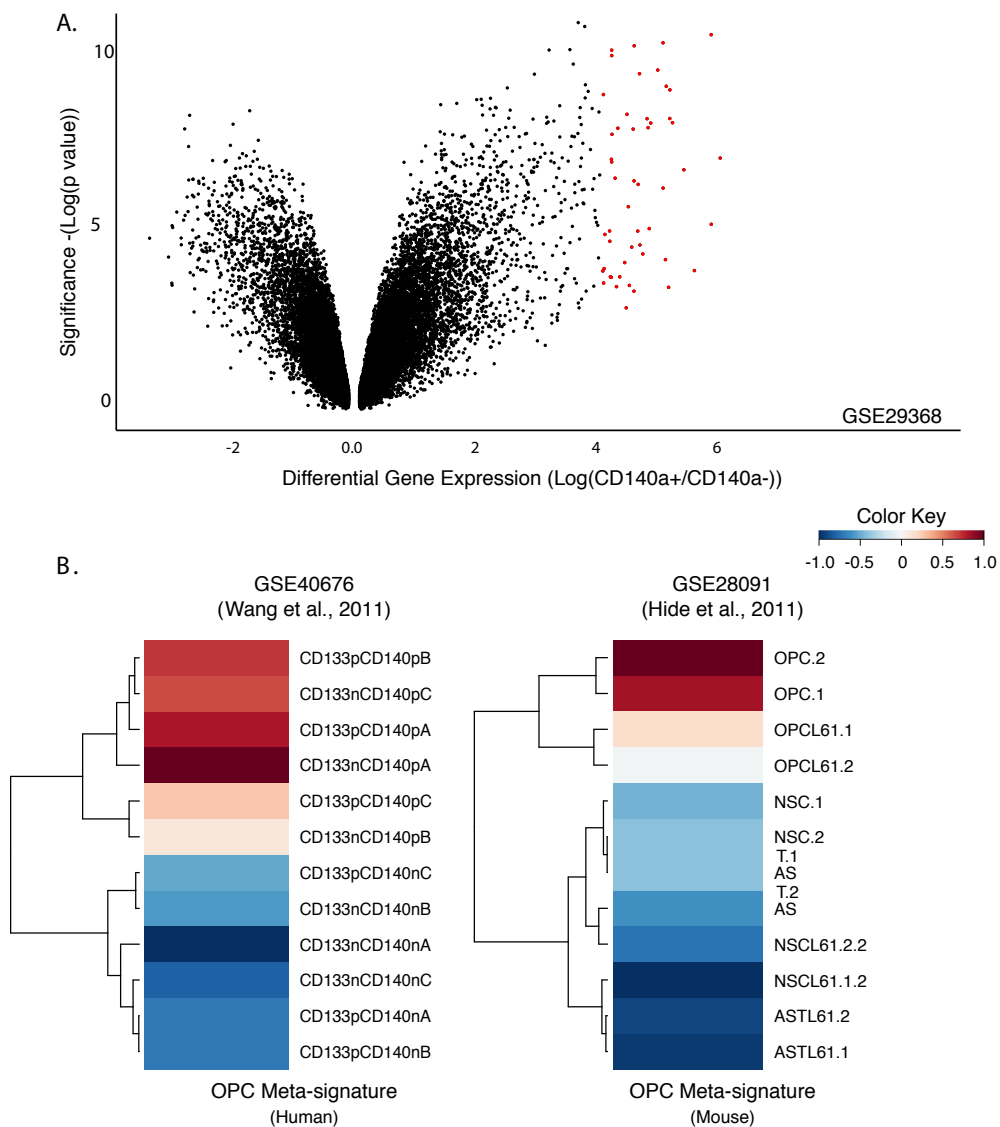 A.
10
5
0
Significance -(Log(p value))
GSE29368
-2 0.0 2 4 6
Differential Gene Expression (Log(CD140a+/CD140a-))
Color Key
-1.0 -0.5 0 0.5 1.0
B.
GSE40676
(Wang et al., 2011)
CD133pCD140pB
CD133nCD140pC
CD133pCD140pA
CD133nCD140pA
CD133pCD140pC
CD133nCD140pB
CD133pCD140nC
CD133nCD140nB
CD133nCD140nA
CD133nCD140nC
CD133pCD140nA
CD133pCD140nB
OPC Meta-signature
(Human)
GSE28091
(Hide et al., 2011)
OPC.2
OPC.1
OPCL61.1
OPCL61.2
NSC.1
NSC.2
T.1
AS
T.2
AS
NSCL61.2.2
NSCL61.1.2
ASTL61.2
ASTL61.1
OPC Meta-signature
(Mouse)